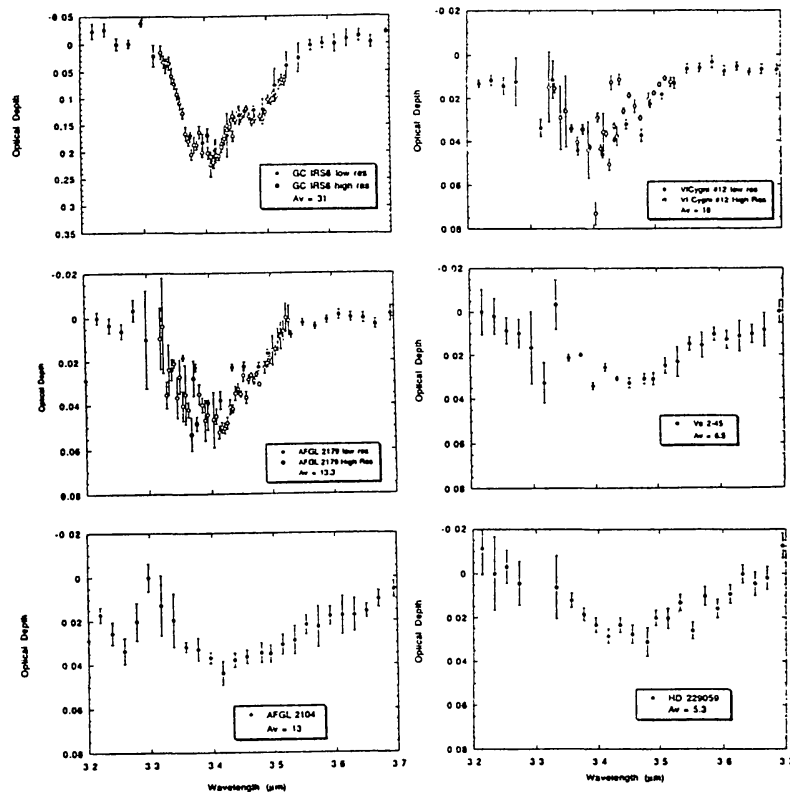 -0.05
0
0.05
0.1
0.15
0.2
0.25
0.3
0.35
Optical Depth
GC IRS6 low res
GC IRS6 high res
Av = 31
0
0.02
0.04
0.06
0.08
Optical Depth
VI Cygni #12 low res
VI Cygni #12 High Res
Av = 10
-0.02
0
0.02
0.04
0.06
0.08
Optical Depth
AFGL 2179 low res
AFGL 2179 High Res
Av = 13.3
-0.02
0
0.02
0.04
0.06
0.08
Optical Depth
Ve 2-45
Av = 6.5
-0.02
0
0.02
0.04
0.06
0.08
Optical Depth
AFGL 2104
Av = 13
3.2
3.3
3.4
3.5
3.6
3.7
Wavelength (µm)
-0.02
0
0.02
0.04
0.06
0.08
Optical Depth
HD 229059
Av = 5.3
3.2
3.3
3.4
3.5
3.6
3.7
Wavelength (µm)